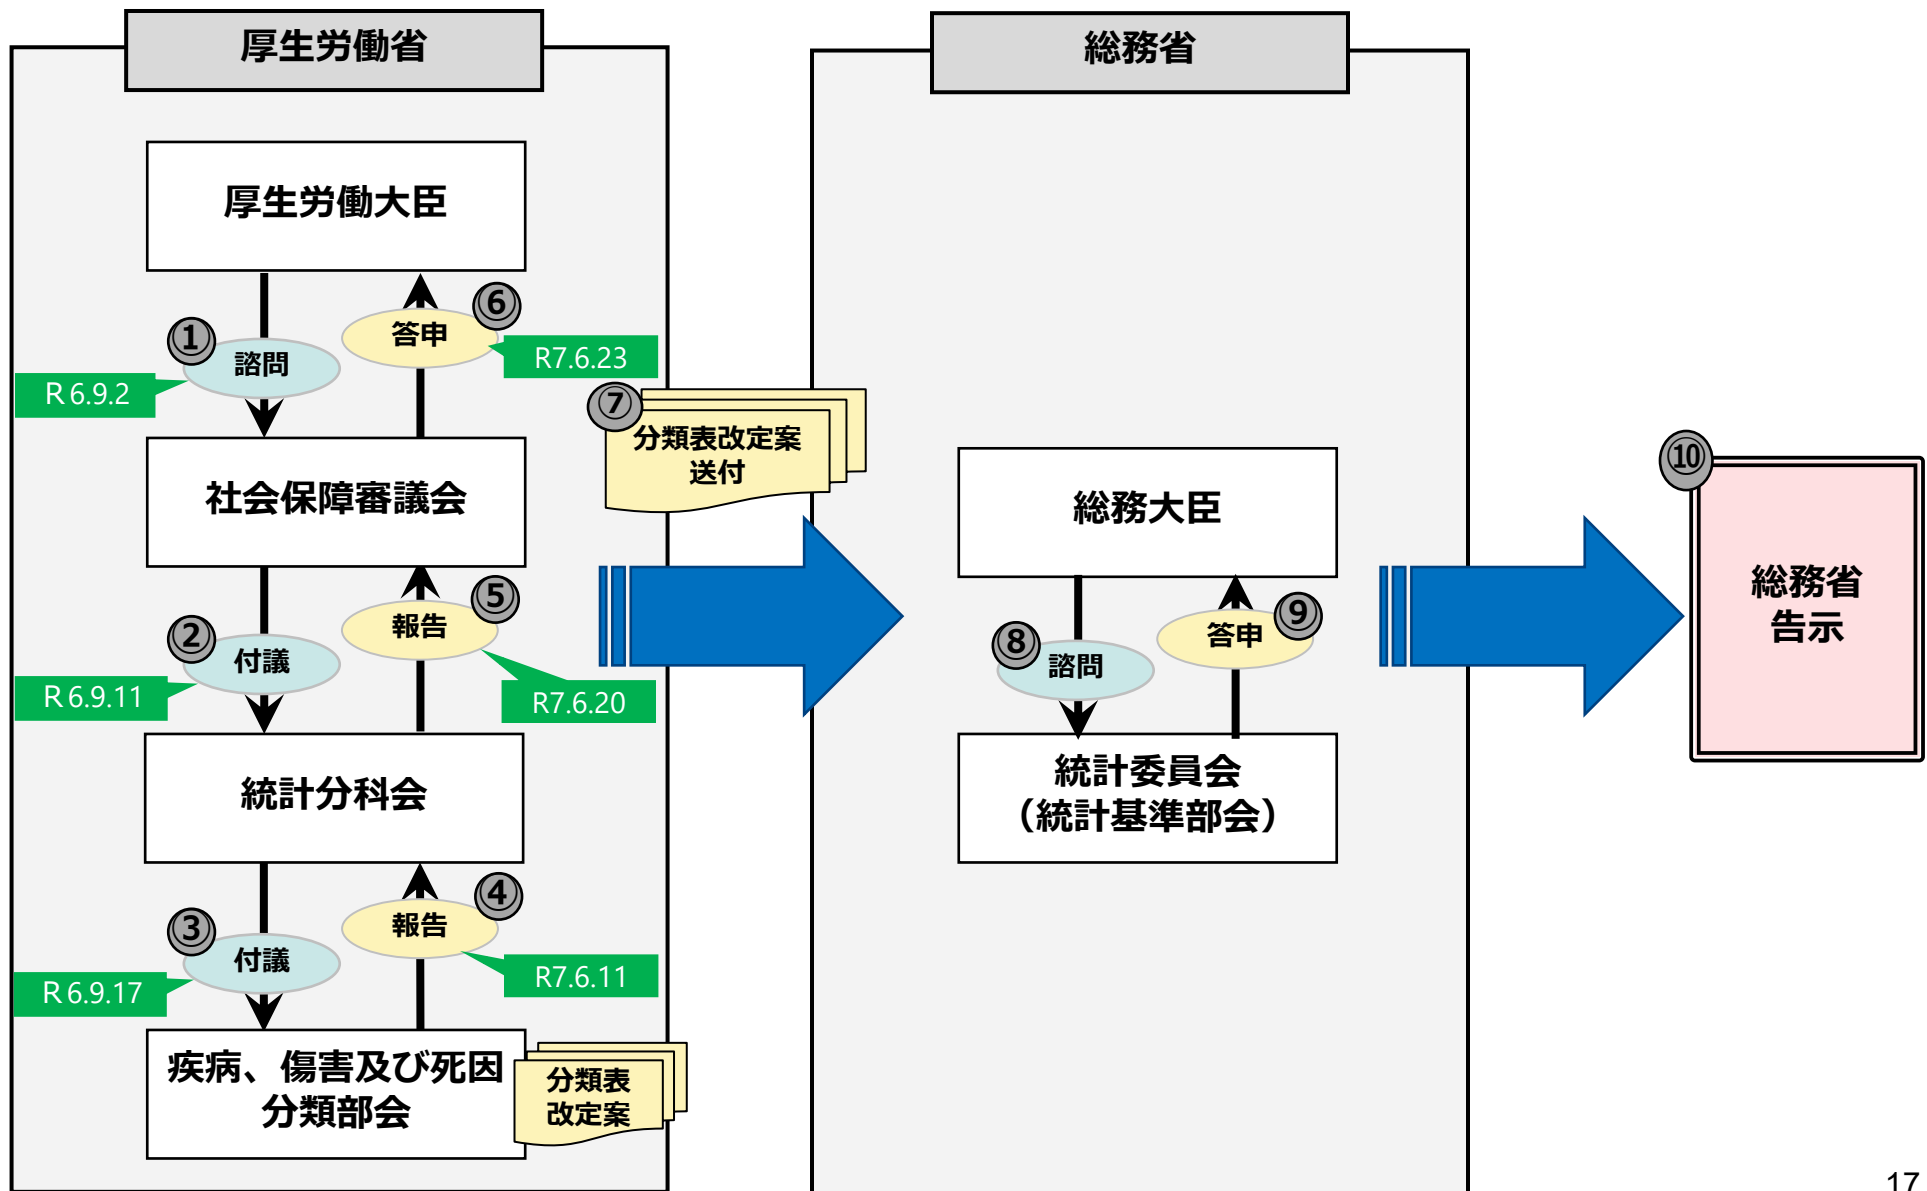 厚生労働省
厚生労働大臣
①
諮問
R 6.9.2
⑥
答申
R7.6.23
社会保障審議会
②
付議
R 6.9.11
⑤
報告
R7.6.20
統計分科会
③
付議
R 6.9.17
④
報告
R7.6.11
疾病、傷害及び死因
分類部会
分類表
改定案
⑦
分類表改定案
送付
総務省
総務大臣
⑧
諮問
⑨
答申
統計委員会
（統計基準部会）
⑩
総務省
告示
17